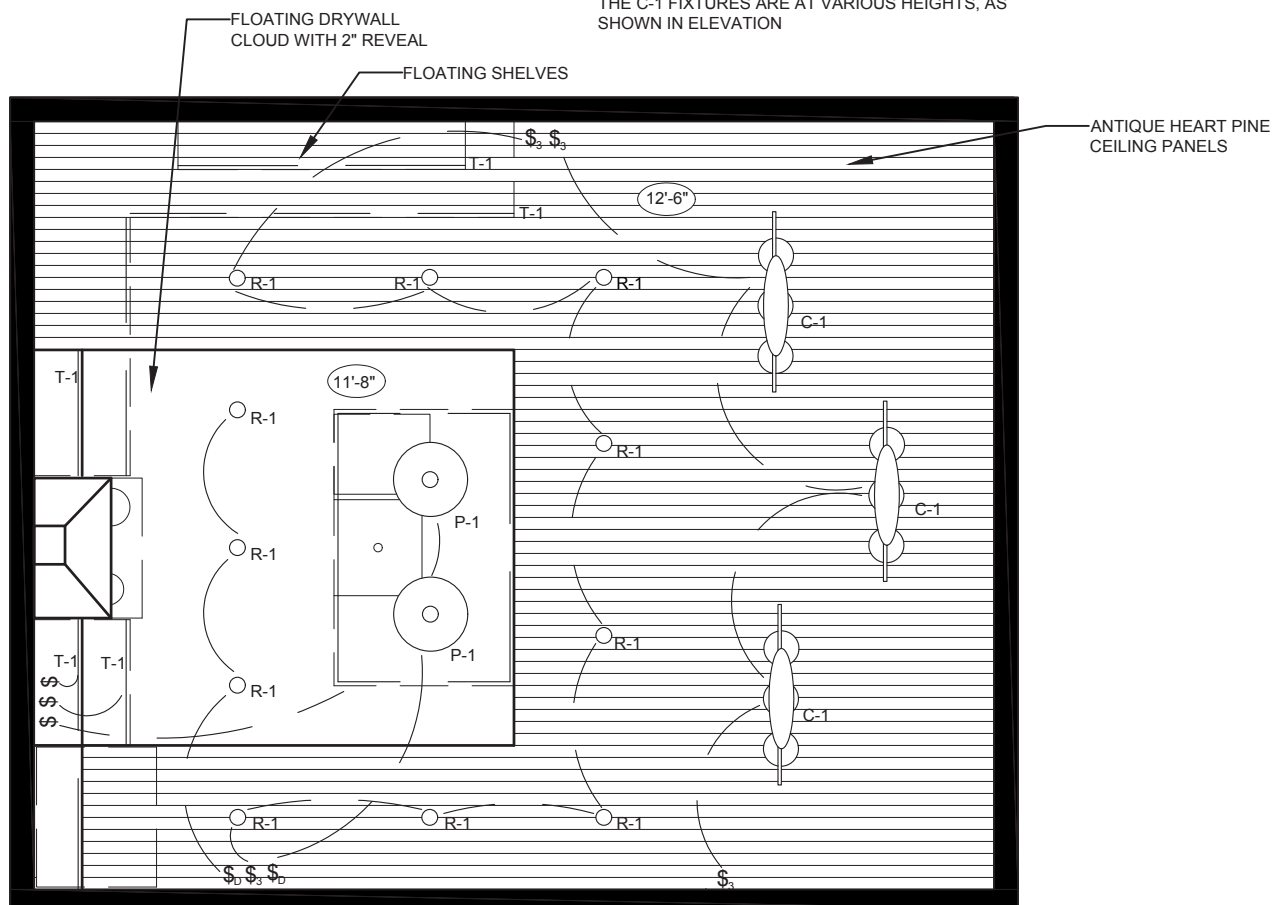 THE C-1 FIXTURES ARE AT VARIOUS HEIGHTS, AS
SHOWN IN ELEVATION
FLOATING DRYWALL
CLOUD WITH 2" REVEAL
FLOATING SHELVES
ANTIQUE HEART PINE
CEILING PANELS
$3 $3
T-1
12'-6"
T-1
R-1
R-1
R-1
C-1
T-1
11'-8"
R-1
R-1
C-1
P-1
R-1
R-1
P-1
T-1
T-1
$
$
$
R-1
C-1
R-1
R-1
R-1
$D $3 $D
$3